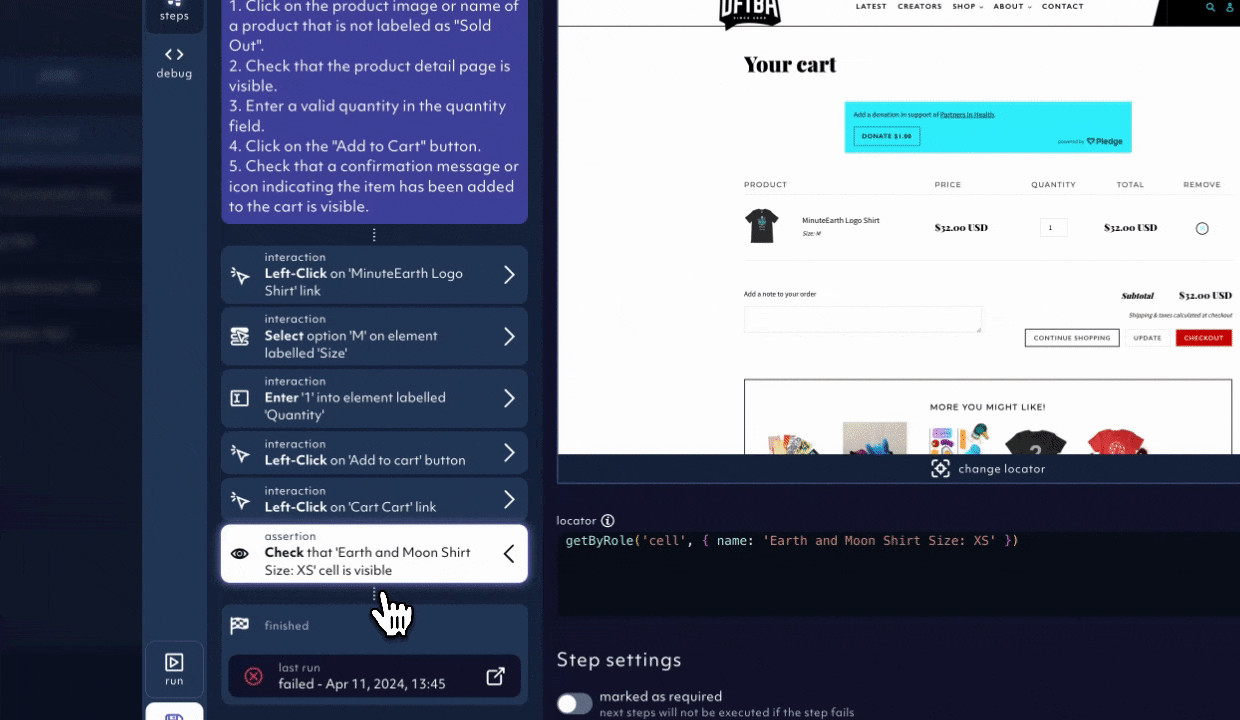 steps
debug
1. Click on the product image or name of
a product that is not labeled as "Sold
Out".
2. Check that the product detail page is
visible.
3. Enter a valid quantity in the quantity
field.
4. Click on the "Add to Cart" button.
5. Check that a confirmation message or
icon indicating the item has been added
to the cart is visible.
interaction
Left-Click on 'MinuteEarth Logo
Shirt' link
interaction
Select option 'M' on element
labelled 'Size'
interaction
Enter '1' into element labelled
'Quantity'
interaction
Left-Click on 'Add to cart' button
interaction
Left-Click on 'Cart Cart' link
assertion
Check that 'Earth and Moon Shirt
Size: XS' cell is visible
finished
last run
failed - Apr 11, 2024, 13:45
run
DFTBA
LATEST CREATORS SHOP ABOUT CONTACT
Your cart
Add a donation in support of Partners In Health.
DONATE $1.00
powered by Pledge
PRODUCT PRICE QUANTITY TOTAL REMOVE
MinuteEarth Logo Shirt
Size: M
$32.00 USD 1 $32.00 USD
Add a note to your order
Subtotal $32.00 USD
Shipping & taxes calculated at checkout
CONTINUE SHOPPING UPDATE CHECKOUT
MORE YOU MIGHT LIKE!
change locator
locator
getByRole('cell', { name: 'Earth and Moon Shirt Size: XS' })
Step settings
marked as required
next steps will not be executed if the step fails